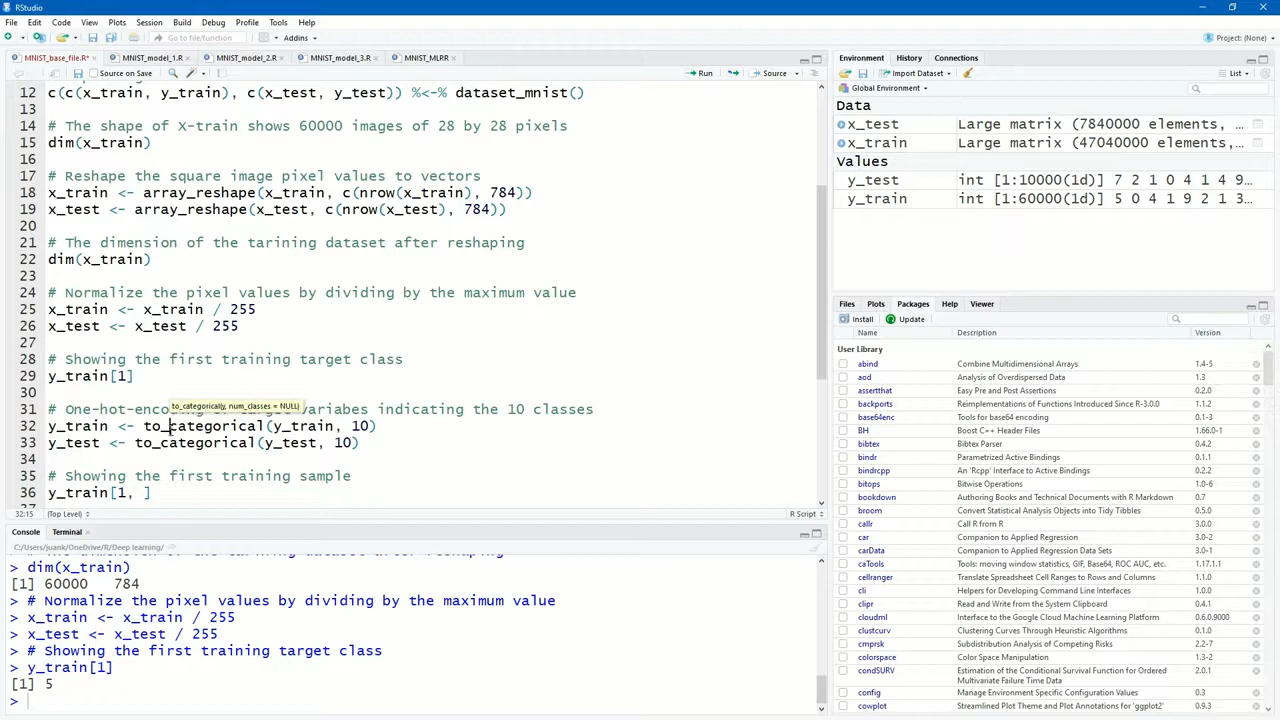 RStudio
File Edit Code View Plots Session Build Debug Profile Tools Help
Go to file/function Addins Project: (None)
MNIST_base_file.R* MNIST_model_1.R MNIST_model_2.R MNIST_model_3.R MNIST_MLRR
Source on Save Run Source
12 c(c(x_train, y_train), c(x_test, y_test)) %<-% dataset_mnist()
13
14 # The shape of X-train shows 60000 images of 28 by 28 pixels
15 dim(x_train)
16
17 # Reshape the square image pixel values to vectors
18 x_train <- array_reshape(x_train, c(nrow(x_train), 784))
19 x_test <- array_reshape(x_test, c(nrow(x_test), 784))
20
21 # The dimension of the tarining dataset after reshaping
22 dim(x_train)
23
24 # Normalize the pixel values by dividing by the maximum value
25 x_train <- x_train / 255
26 x_test <- x_test / 255
27
28 # Showing the first training target class
29 y_train[1]
30
to_categorical(y, num_classes = NULL)
31 # One-hot-enco variabes indicating the 10 classes
32 y_train <- to_categorical(y_train, 10)
33 y_test <- to_categorical(y_test, 10)
34
35 # Showing the first training sample
36 y_train[1, ]
32:15 (Top Level) R Script
Console Terminal
C:/Users/juank/OneDrive/R/Deep learning/
> dim(x_train)
[1] 60000 784
> # Normalize the pixel values by dividing by the maximum value
> x_train <- x_train / 255
> x_test <- x_test / 255
> # Showing the first training target class
> y_train[1]
[1] 5
>
Environment History Connections
Import Dataset List
Global Environment
Data
x_test Large matrix (7840000 elements, …
x_train Large matrix (47040000 elements,…
Values
y_test int [1:10000(1d)] 7 2 1 0 4 1 4 9…
y_train int [1:60000(1d)] 5 0 4 1 9 2 1 3…
Files Plots Packages Help Viewer
Install Update
Name Description Version
User Library
abind Combine Multidimensional Arrays 1.4-5
aod Analysis of Overdispersed Data 1.3
assertthat Easy Pre and Post Assertions 0.2.0
backports Reimplementations of Functions Introduced Since R-3.0.0 1.1.2
base64enc Tools for base64 encoding 0.1-3
BH Boost C++ Header Files 1.66.0-1
bibtex Bibtex Parser 0.4.2
bindr Parametrized Active Bindings 0.1.1
bindrcpp An 'Rcpp' Interface to Active Bindings 0.2.2
bitops Bitwise Operations 1.0-6
bookdown Authoring Books and Technical Documents with R Markdown 0.7
broom Convert Statistical Analysis Objects into Tidy Tibbles 0.5.0
callr Call R from R 3.0.0
car Companion to Applied Regression 3.0-2
carData Companion to Applied Regression Data Sets 3.0-1
caTools Tools: moving window statistics, GIF, Base64, ROC AUC, etc. 1.17.1.1
cellranger Translate Spreadsheet Cell Ranges to Rows and Columns 1.1.0
cli Helpers for Developing Command Line Interfaces 1.0.0
clipr Read and Write from the System Clipboard 0.4.1
cloudml Interface to the Google Cloud Machine Learning Platform 0.6.0.9000
clustcurv Clustering Curves Through Heuristic Algorithms 0.1.0
cmprsk Subdistribution Analysis of Competing Risks 2.2-7
colorspace Color Space Manipulation 1.3-2
condSURV Estimation of the Conditional Survival Function for Ordered 2.0.1
Multivariate Failure Time Data
config Manage Environment Specific Configuration Values 0.3
cowplot Streamlined Plot Theme and Plot Annotations for 'ggplot2' 0.9.3